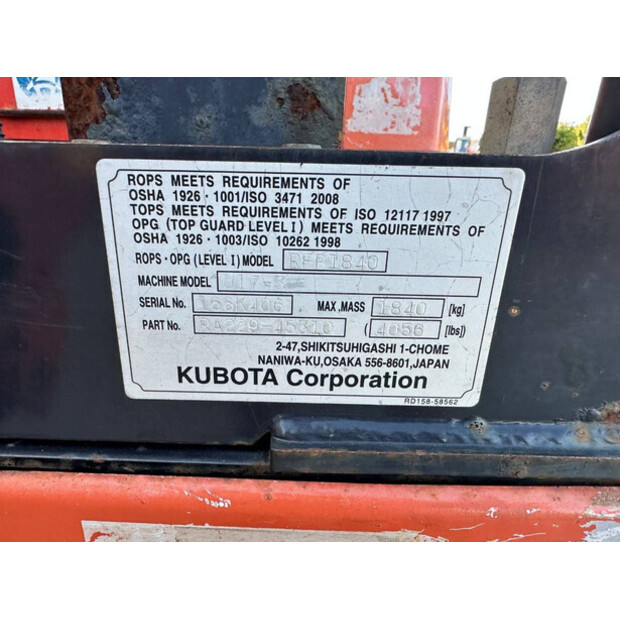 ROPS MEETS REQUIREMENTS OF
OSHA 1926・1001/ISO 3471 2008
TOPS MEETS REQUIREMENTS OF ISO 12117 1997
OPG (TOP GUARD LEVEL I) MEETS REQUIREMENTS OF
OSHA 1926・1003/ISO 10262 1998
ROPS・OPG (LEVEL I) MODEL
MACHINE MODEL
SERIAL No. MAX,MASS 1840 [kg]
PART No. ( 4056 [lbs])
2-47,SHIKITSUHIGASHI 1-CHOME
NANIWA-KU,OSAKA 556-8601,JAPAN
KUBOTA Corporation
RD158-58562